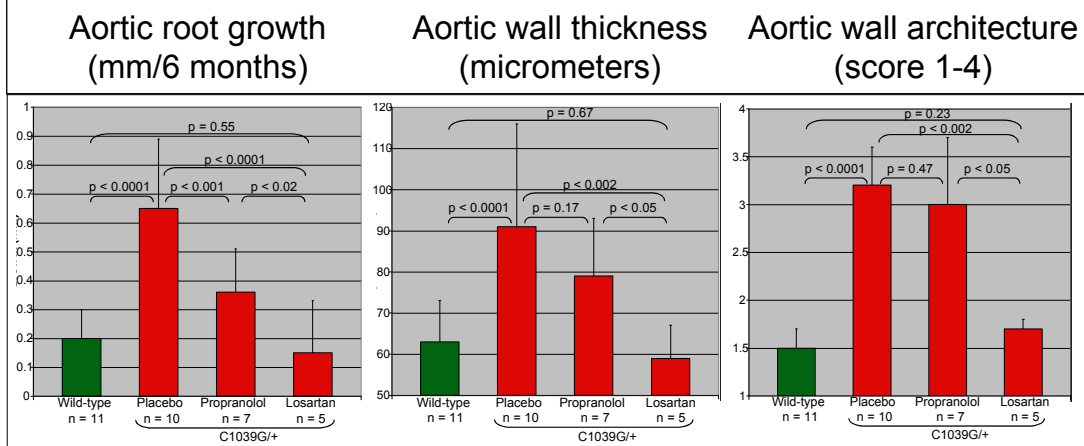 Aortic root growth
(mm/6 months)
Aortic wall thickness
(micrometers)
Aortic wall architecture
(score 1-4)
1
0.9
0.8
0.7
0.6
0.5
0.4
0.3
0.2
0.1
0
p = 0.55
p < 0.0001
p < 0.0001
p < 0.001
p < 0.02
Wild-type
n = 11
Placebo
n = 10
Propranolol
n = 7
Losartan
n = 5
C1039G/+
120
110
100
90
80
70
60
50
p = 0.67
p < 0.002
p < 0.0001
p = 0.17
p < 0.05
Wild-type
n = 11
Placebo
n = 10
Propranolol
n = 7
Losartan
n = 5
C1039G/+
4
3.5
3
2.5
2
1.5
1
p = 0.23
p < 0.002
p < 0.0001
p = 0.47
p < 0.05
Wild-type
n = 11
Placebo
n = 10
Propranolol
n = 7
Losartan
n = 5
C1039G/+